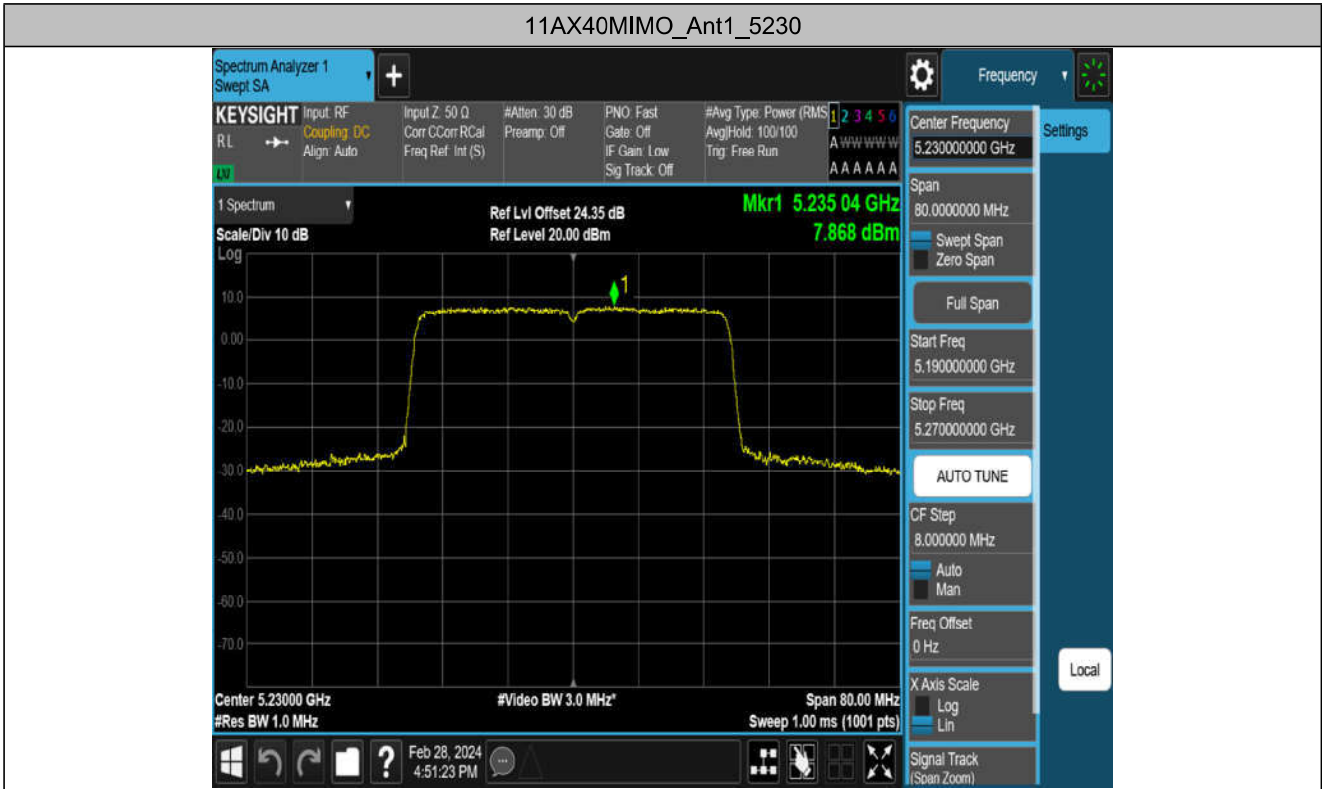 11AX40MIMO_Ant1_5230
Spectrum Analyzer 1
Swept SA
+
Frequency
KEYSIGHT
RL
LXI
Input: RF
Coupling: DC
Align: Auto
Input Z: 50 Ω
Corr CCorr RCal
Freq Ref: Int (S)
#Atten: 30 dB
Preamp: Off
PNO: Fast
Gate: Off
IF Gain: Low
Sig Track: Off
#Avg Type: Power (RMS
Avg|Hold: 100/100
Trig: Free Run
1 2 3 4 5 6
A W W W W W
A A A A A A
1 Spectrum
Scale/Div 10 dB
Log
Ref Lvl Offset 24.35 dB
Ref Level 20.00 dBm
Mkr1 5.235 04 GHz
7.868 dBm
1
10.0
0.00
-10.0
-20.0
-30.0
-40.0
-50.0
-60.0
-70.0
Center 5.23000 GHz
#Video BW 3.0 MHz*
Span 80.00 MHz
#Res BW 1.0 MHz
Sweep 1.00 ms (1001 pts)
?
Feb 28, 2024
4:51:23 PM
Center Frequency
5.230000000 GHz
Settings
Span
80.0000000 MHz
Swept Span
Zero Span
Full Span
Start Freq
5.190000000 GHz
Stop Freq
5.270000000 GHz
AUTO TUNE
CF Step
8.000000 MHz
Auto
Man
Freq Offset
0 Hz
X Axis Scale
Log
Lin
Local
Signal Track
(Span Zoom)